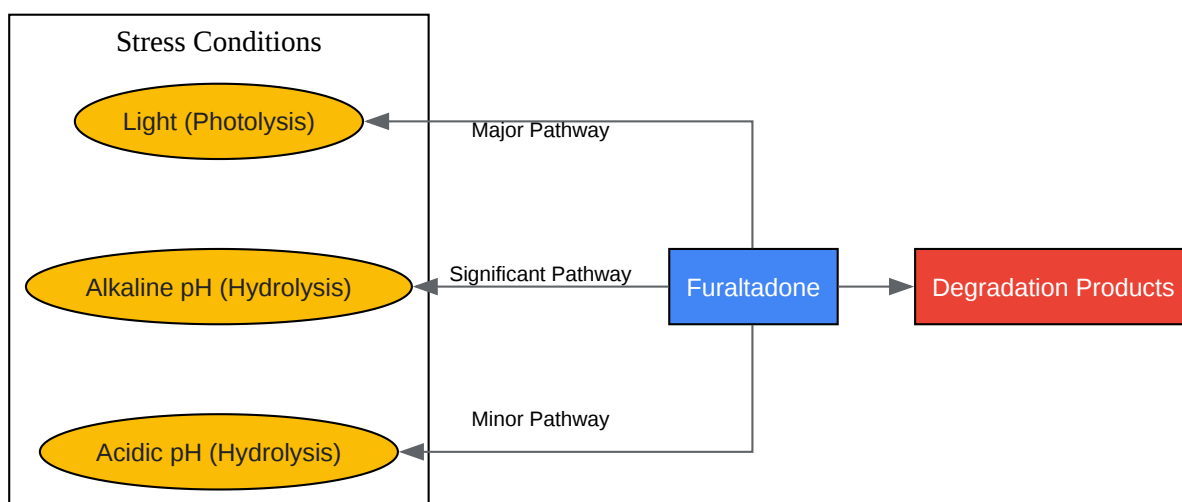 Stress Conditions
Light (Photolysis)
Major Pathway
Alkaline pH (Hydrolysis)
Significant Pathway
Furaltadone
Degradation Products
Minor Pathway
Acidic pH (Hydrolysis)